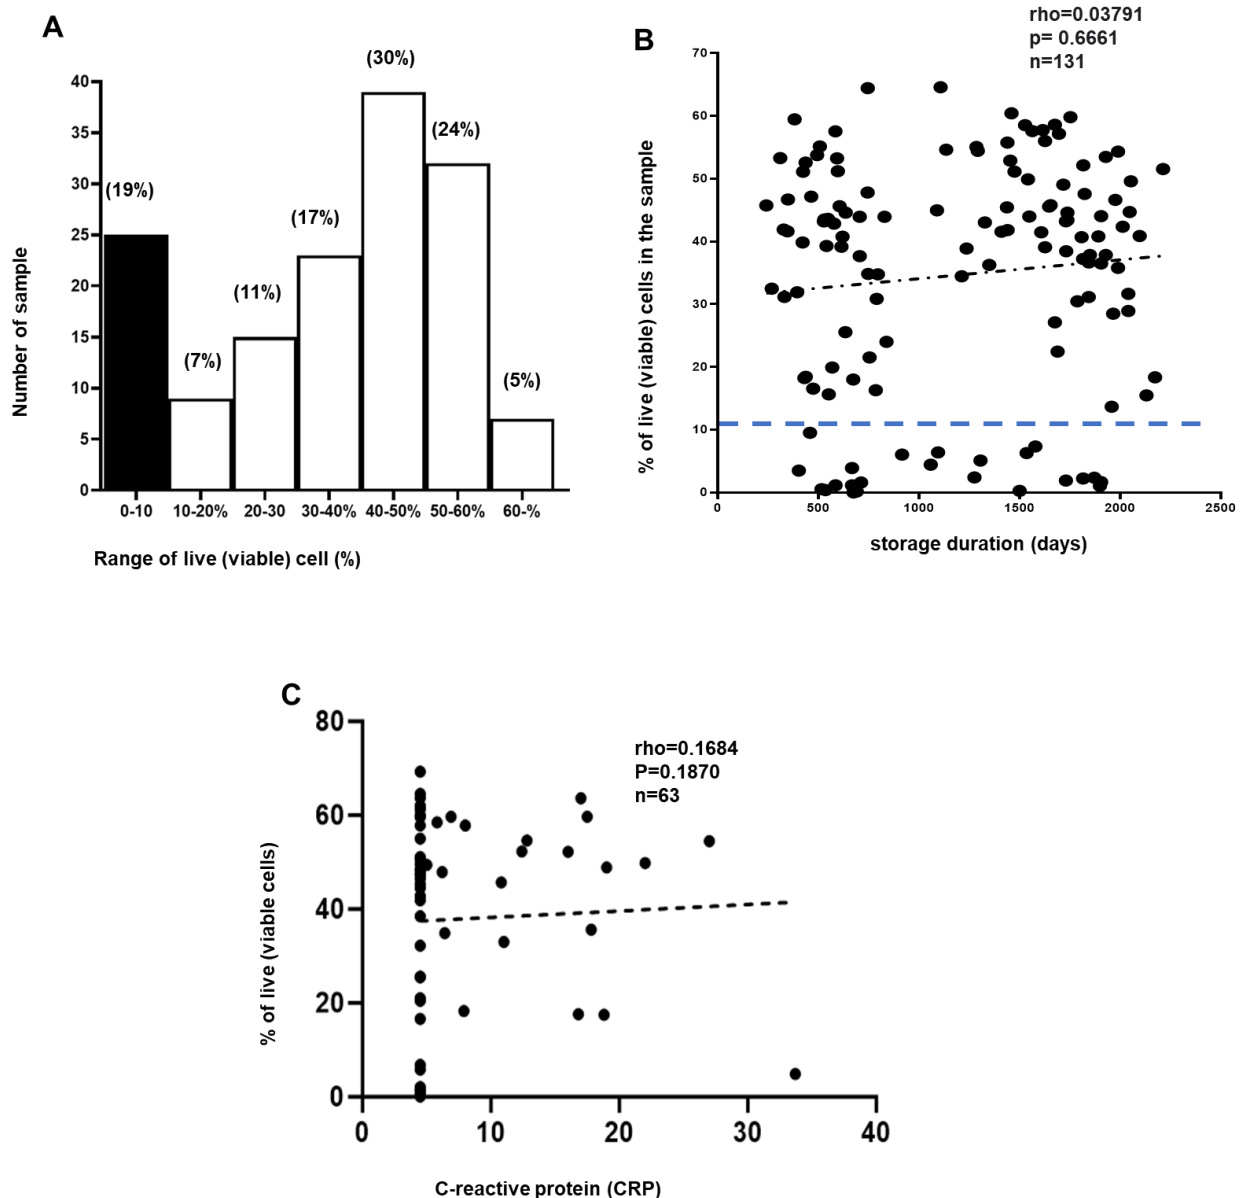 A
(30%)
(24%)
(19%)
(17%)
(11%)
(7%)
(5%)
40
35
30
25
20
15
10
5
0
Number of sample
0-10 10-20% 20-30 30-40% 40-50% 50-60% 60-%
Range of live (viable) cell (%)
B
rho=0.03791
p= 0.6661
n=131
70
60
50
40
30
20
10
0
% of live (viable) cells in the sample
0 500 1000 1500 2000 2500
storage duration (days)
C
rho=0.1684
P=0.1870
n=63
80
60
40
20
0
% of live (viable cells)
0 10 20 30 40
C-reactive protein (CRP)